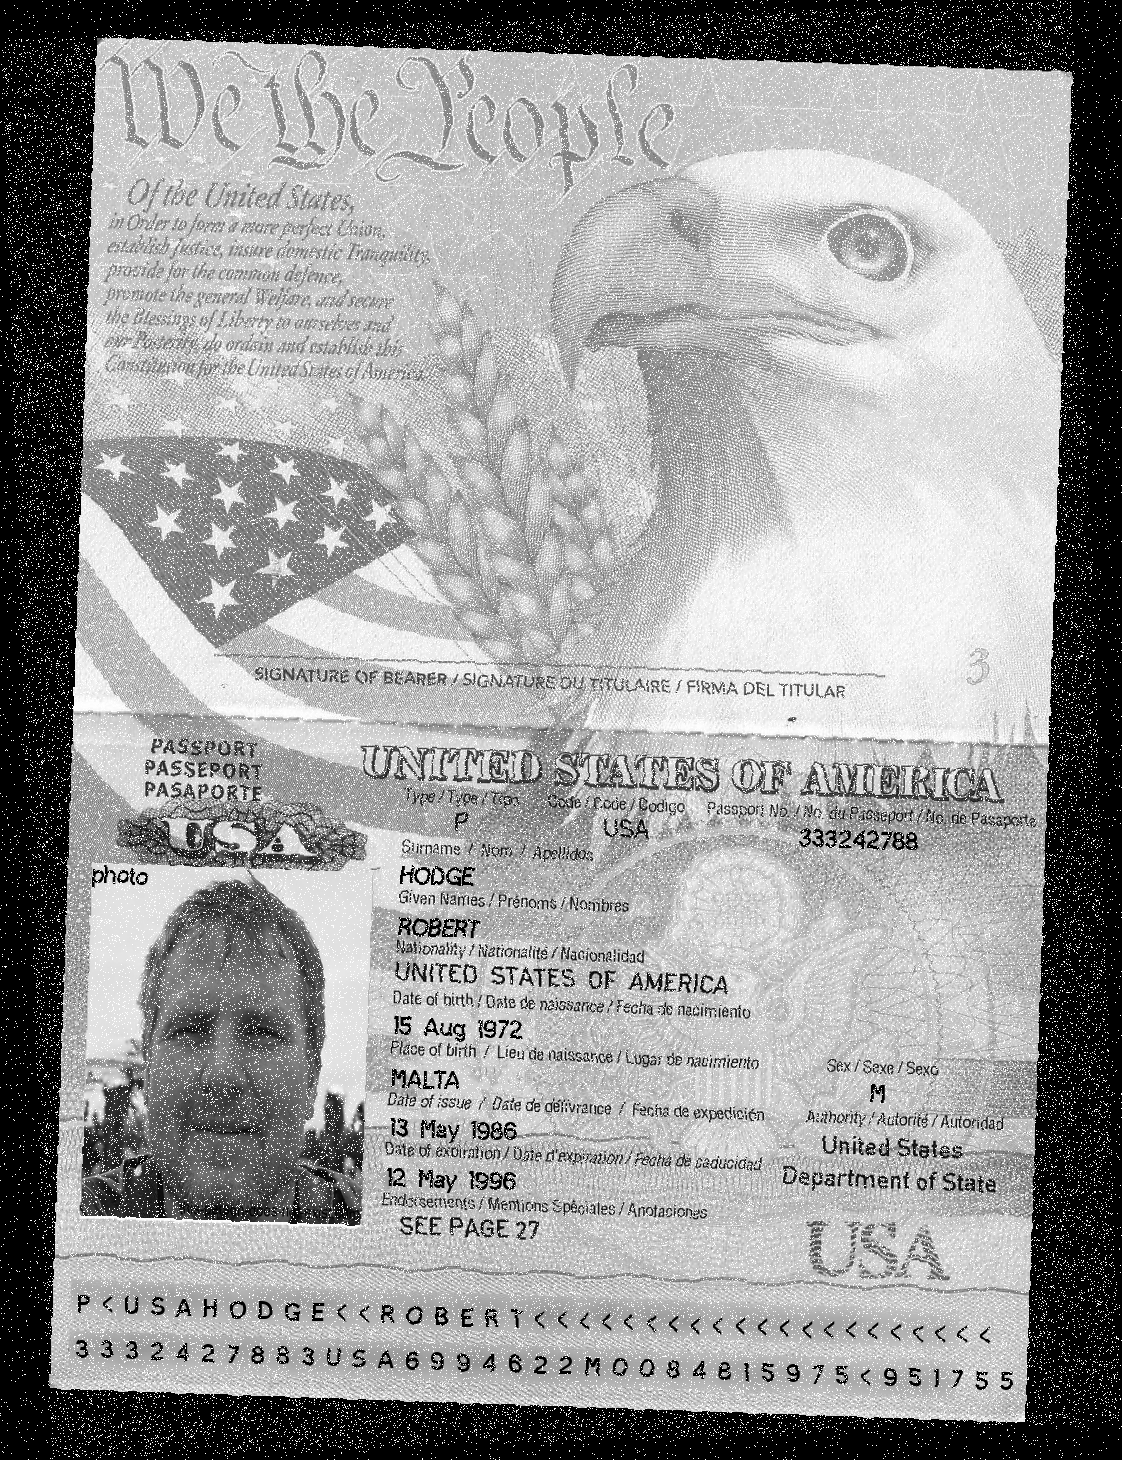 We the People
Of the United States,
in Order to form a more perfect Union,
establish Justice, insure domestic Tranquility,
provide for the common defence,
promote the general Welfare, and secure
the Blessings of Liberty to ourselves and
our Posterity, do ordain and establish this
Constitution for the United States of America.
3
SIGNATURE OF BEARER / SIGNATURE DU TITULAIRE / FIRMA DEL TITULAR
PASSPORT
PASSEPORT
PASAPORTE
USA
UNITED STATES OF AMERICA
Type / Type / Tipo Code / Code / Codigo Passport No. / No. du Passeport / No. de Pasaporte
P USA 333242788
Surname / Nom / Apellidos
photo
HODGE
Given Names / Prénoms / Nombres
ROBERT
Nationality / Nationalité / Nacionalidad
UNITED STATES OF AMERICA
Date of birth / Date de naissance / Fecha de nacimiento
15 Aug 1972
Place of birth / Lieu de naissance / Lugar de nacimiento Sex / Sexe / Sexo
MALTA M
Date of issue / Date de délivrance / Fecha de expedición Authority / Autorité / Autoridad
13 May 1986 United States
Date of expiration / Date d'expiration / Fecha de caducidad Department of State
12 May 1996
Endorsements / Mentions Spéciales / Anotaciones
SEE PAGE 27
USA
P<USAHODGE<<ROBERT<<<<<<<<<<<<<<<<<<<<<
3332427883USA6994622M0084815975<951755